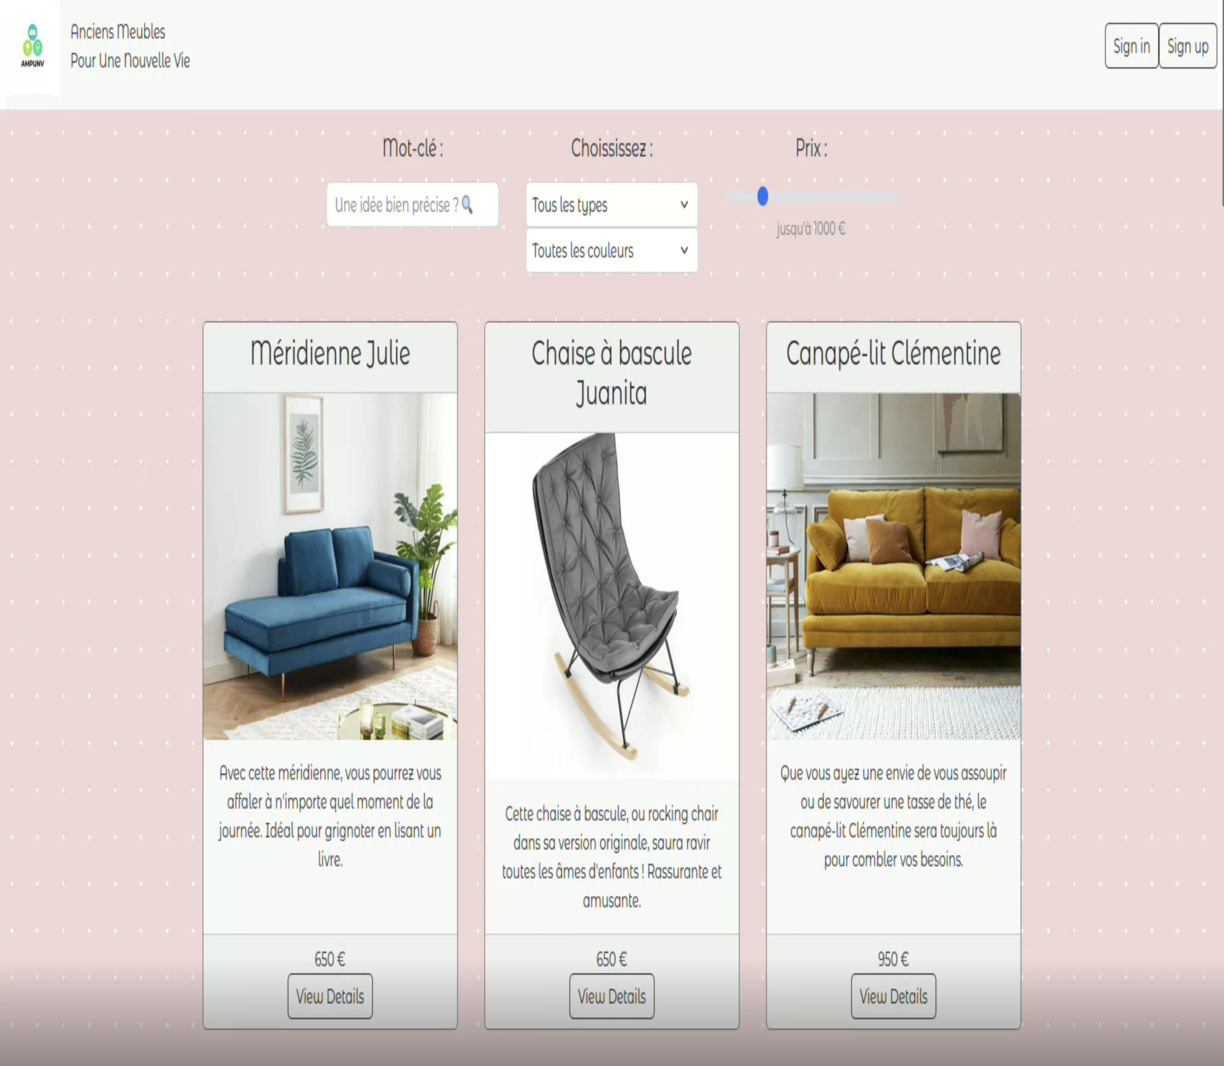 AMPUNV
Anciens Meubles
Pour Une Nouvelle Vie
Sign in
Sign up
Mot-clé :
Choississez :
Prix :
Une idée bien précise ?🔍
Tous les types
Toutes les couleurs
jusqu'à 1000 €
Méridienne Julie
Avec cette méridienne, vous pourrez vous
affaler à n'importe quel moment de la
journée. Idéal pour grignoter en lisant un
livre.
650 €
View Details
Chaise à bascule
Juanita
Cette chaise à bascule, ou rocking chair
dans sa version originale, saura ravir
toutes les âmes d'enfants ! Rassurante et
amusante.
650 €
View Details
Canapé-lit Clémentine
Que vous ayez une envie de vous assoupir
ou de savourer une tasse de thé, le
canapé-lit Clémentine sera toujours là
pour combler vos besoins.
950 €
View Details